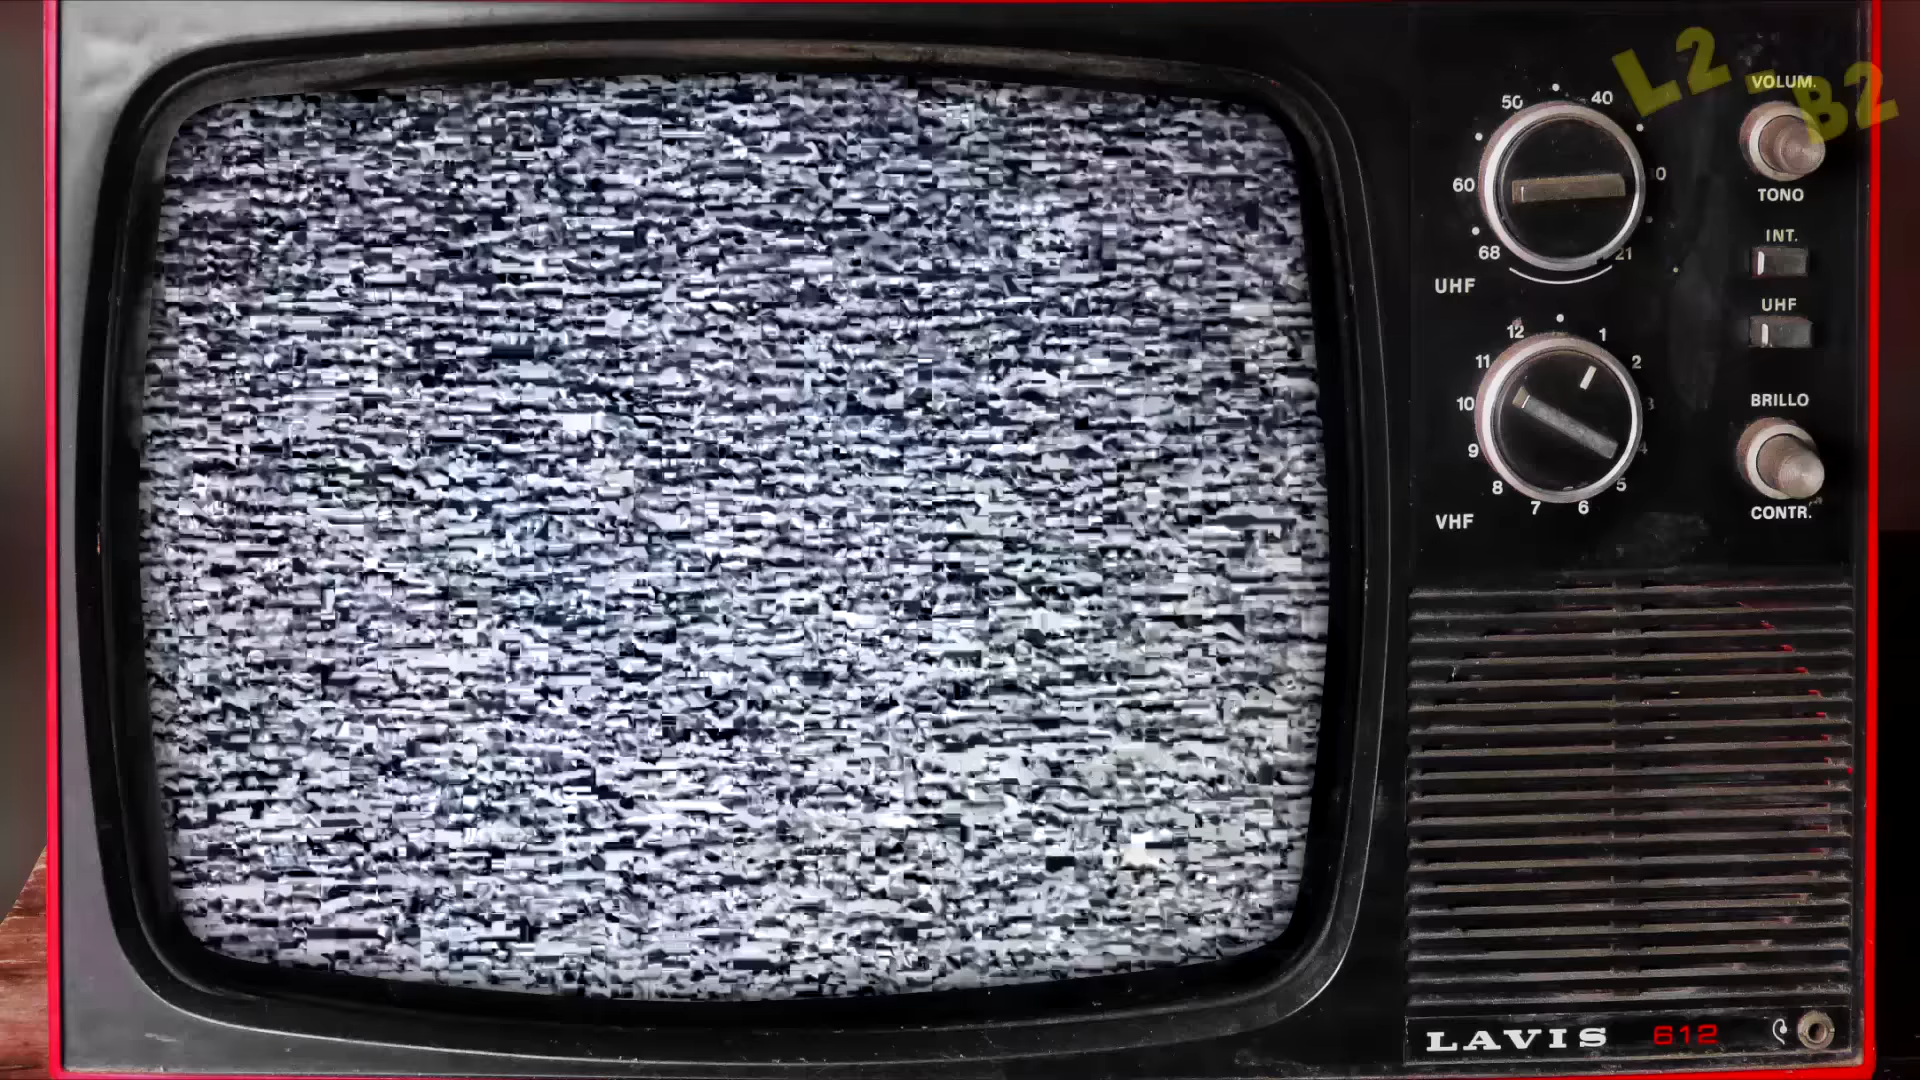 L2-B2
VOLUM.
TONO
INT.
UHF
BRILLO
CONTR.
50
40
60
68
21
UHF
12
1
11
2
10
3
9
4
8
5
7
6
VHF
LAVIS 612